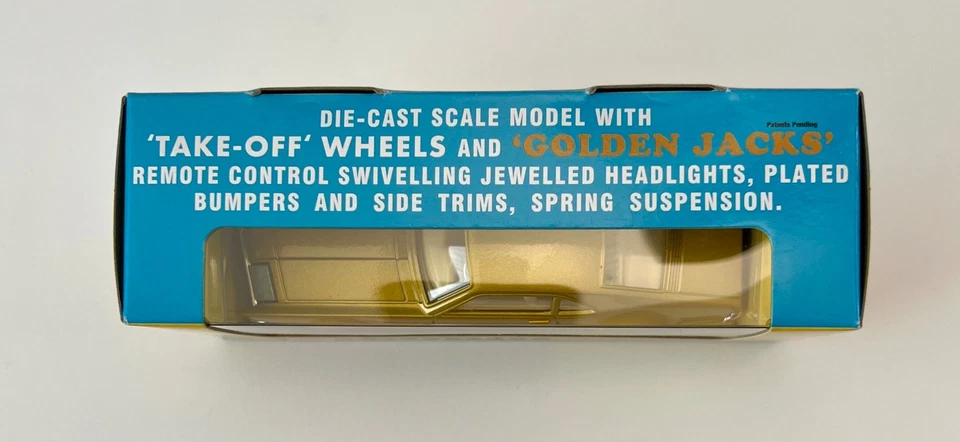 DIE-CAST SCALE MODEL WITH
Patents Pending
'TAKE-OFF' WHEELS AND 'GOLDEN JACKS'
REMOTE CONTROL SWIVELLING JEWELLED HEADLIGHTS, PLATED
BUMPERS AND SIDE TRIMS, SPRING SUSPENSION.